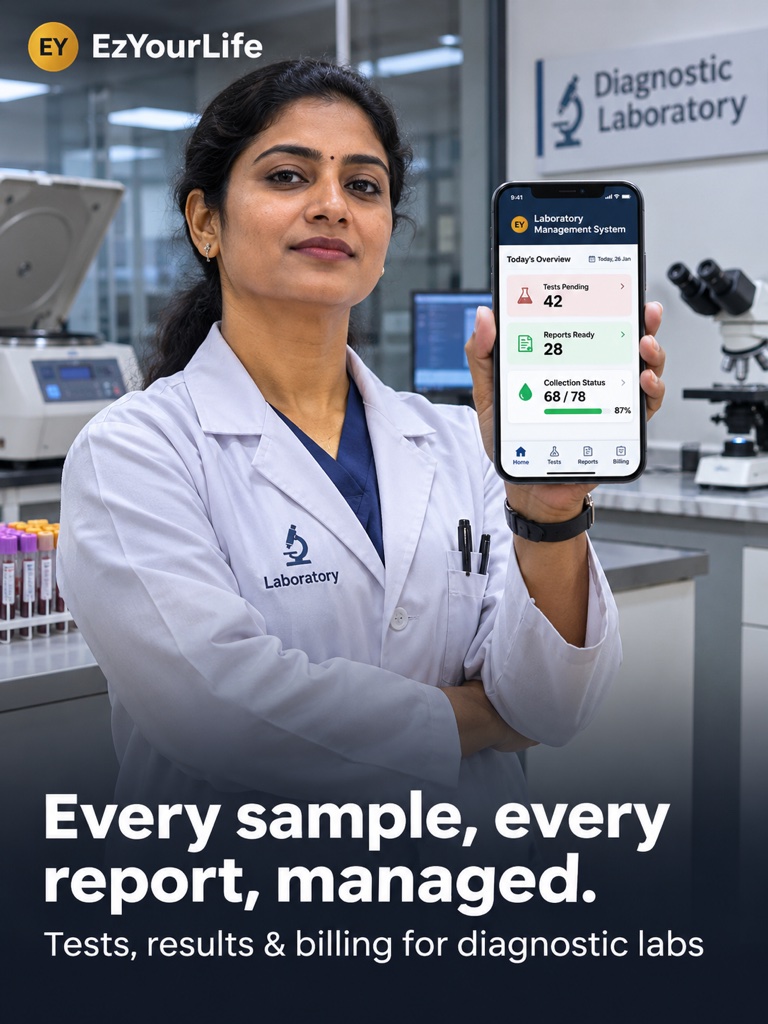 EY EzYourLife
Diagnostic
Laboratory
9:41
EY
Laboratory
Management System
Today's Overview
Today, 26 Jan
Tests Pending
42
Reports Ready
28
Collection Status
68 / 78
87%
Home
Tests
Reports
Billing
Laboratory
Every sample, every
report, managed.
Tests, results & billing for diagnostic labs